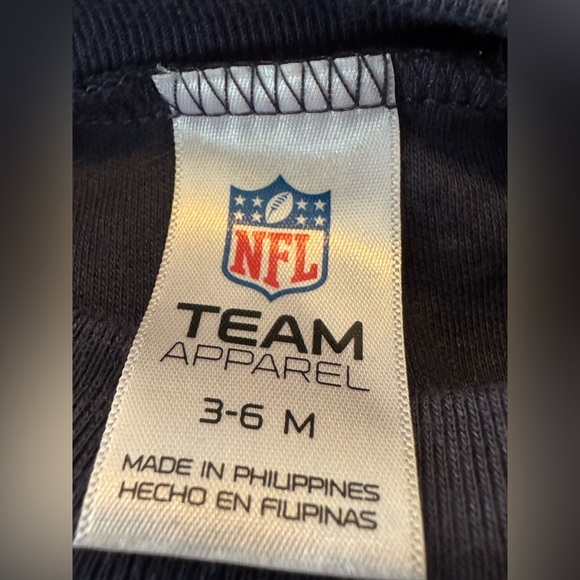 NFL
TEAM
APPAREL
3-6 M
MADE IN PHILIPPINES
HECHO EN FILIPINAS